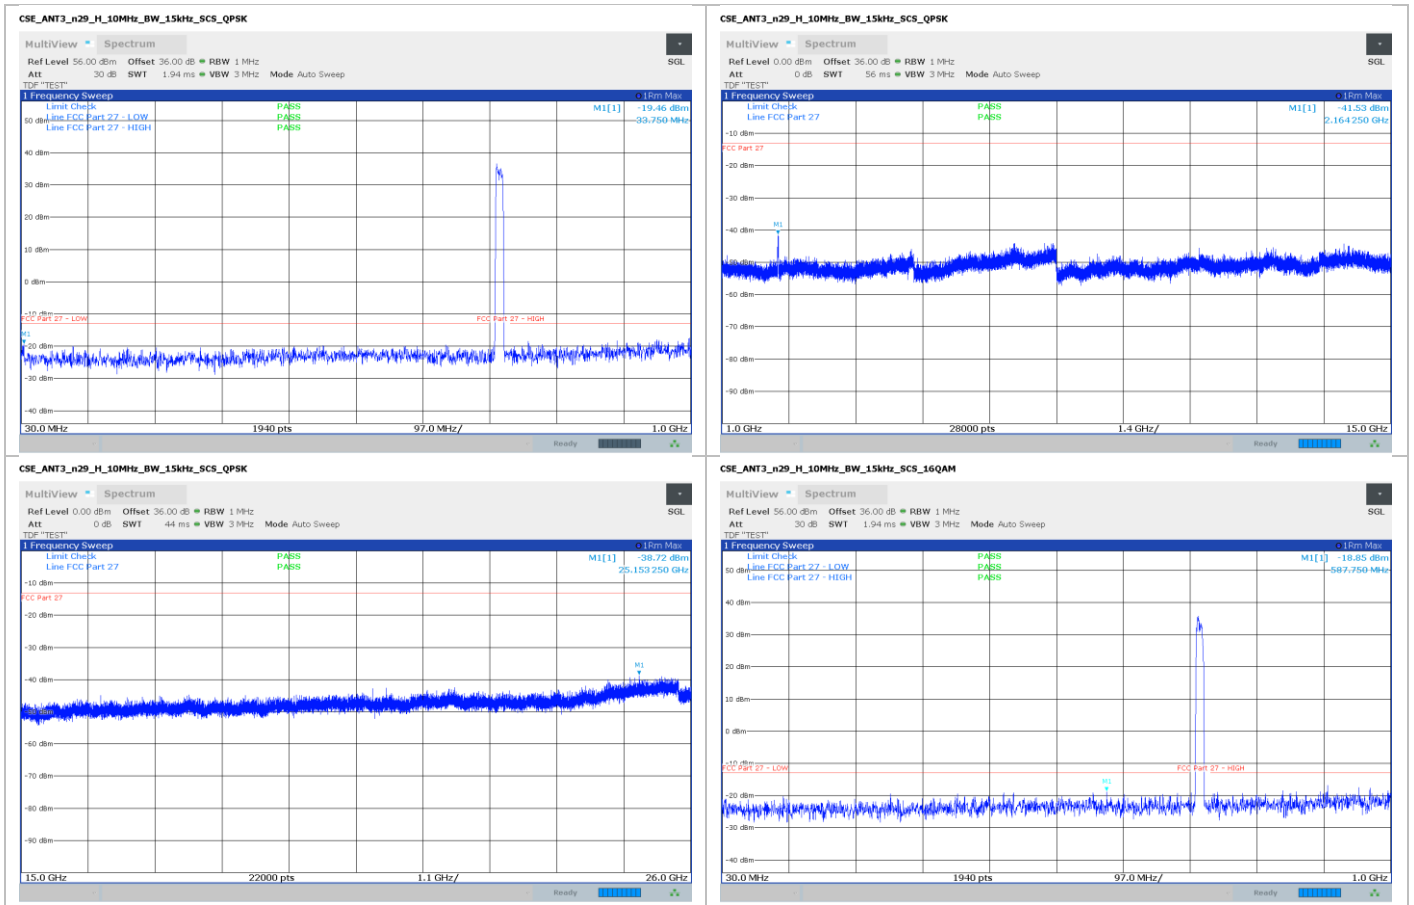 CSE_ANT3_n29_H_10MHz_BW_15kHz_SCS_QPSK
MultiView Spectrum
Ref Level 56.00 dBm Offset 36.00 dB RBW 1 MHz SGL
Att 30 dB SWT 1.94 ms VBW 3 MHz Mode Auto Sweep
TDF "TEST"
1 Frequency Sweep 1Rm Max
Limit Check PASS M1[1] -19.46 dBm
50 dBm Line FCC Part 27 - LOW PASS 33.750 MHz
Line FCC Part 27 - HIGH PASS
40 dBm
30 dBm
20 dBm
10 dBm
0 dBm
-10 dBm
FCC Part 27 - LOW FCC Part 27 - HIGH
M1
-20 dBm
-30 dBm
-40 dBm
30.0 MHz 1940 pts 97.0 MHz/ 1.0 GHz
Ready
CSE_ANT3_n29_H_10MHz_BW_15kHz_SCS_QPSK
MultiView Spectrum
Ref Level 0.00 dBm Offset 36.00 dB RBW 1 MHz SGL
Att 0 dB SWT 56 ms VBW 3 MHz Mode Auto Sweep
TDF "TEST"
1 Frequency Sweep 1Rm Max
Limit Check PASS M1[1] -41.53 dBm
Line FCC Part 27 PASS 2.164250 GHz
-10 dBm
FCC Part 27
-20 dBm
-30 dBm
M1
-40 dBm
-60 dBm
-70 dBm
-80 dBm
-90 dBm
1.0 GHz 28000 pts 1.4 GHz/ 15.0 GHz
Ready
CSE_ANT3_n29_H_10MHz_BW_15kHz_SCS_QPSK
MultiView Spectrum
Ref Level 0.00 dBm Offset 36.00 dB RBW 1 MHz SGL
Att 0 dB SWT 44 ms VBW 3 MHz Mode Auto Sweep
TDF "TEST"
1 Frequency Sweep 1Rm Max
Limit Check PASS M1[1] -38.72 dBm
Line FCC Part 27 PASS 25.153250 GHz
-10 dBm
FCC Part 27
-20 dBm
-30 dBm
M1
-40 dBm
-60 dBm
-70 dBm
-80 dBm
-90 dBm
15.0 GHz 22000 pts 1.1 GHz/ 26.0 GHz
Ready
CSE_ANT3_n29_H_10MHz_BW_15kHz_SCS_16QAM
MultiView Spectrum
Ref Level 56.00 dBm Offset 36.00 dB RBW 1 MHz SGL
Att 30 dB SWT 1.94 ms VBW 3 MHz Mode Auto Sweep
TDF "TEST"
1 Frequency Sweep 1Rm Max
Limit Check PASS M1[1] -18.85 dBm
50 dBm Line FCC Part 27 - LOW PASS 587.750 MHz
Line FCC Part 27 - HIGH PASS
40 dBm
30 dBm
20 dBm
10 dBm
0 dBm
-10 dBm
FCC Part 27 - LOW FCC Part 27 - HIGH
M1
-20 dBm
-30 dBm
-40 dBm
30.0 MHz 1940 pts 97.0 MHz/ 1.0 GHz
Ready